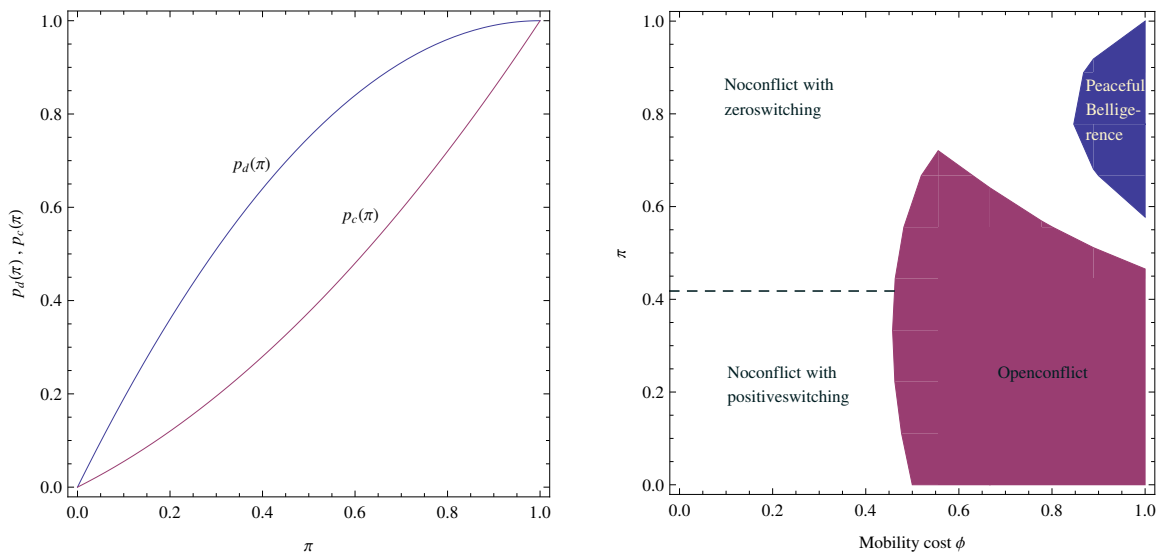 p_d(π) , p_c(π)
1.0
0.8
0.6
0.4
0.2
0.0
p_d(π)
p_c(π)
0.0 0.2 0.4 0.6 0.8 1.0
π
π
1.0
0.8
0.6
0.4
0.2
0.0
Noconflict with
zeroswitching
Peaceful
Bellige-
rence
Noconflict with
positiveswitching
Openconflict
0.0 0.2 0.4 0.6 0.8 1.0
Mobility cost ϕ